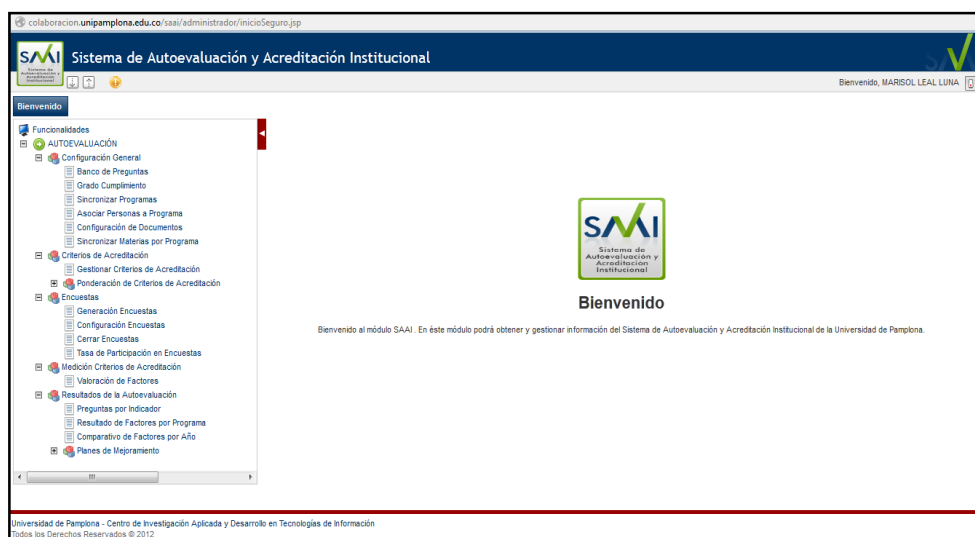 colaboracion.unipamplona.edu.co/saai/administrador/inicioSeguro.jsp
SAAI
Sistema de
Autoevaluación y
Acreditación
Institucional
Sistema de Autoevaluación y Acreditación Institucional
Bienvenido, MARISOL LEAL LUNA
Bienvenido
Funcionalidades
AUTOEVALUACIÓN
Configuración General
Banco de Preguntas
Grado Cumplimiento
Sincronizar Programas
Asociar Personas a Programa
Configuración de Documentos
Sincronizar Materias por Programa
Criterios de Acreditación
Gestionar Criterios de Acreditación
Ponderación de Criterios de Acreditación
Encuestas
Generación Encuestas
Configuración Encuestas
Cerrar Encuestas
Tasa de Participación en Encuestas
Medición Criterios de Acreditación
Valoración de Factores
Resultados de la Autoevaluación
Preguntas por Indicador
Resultado de Factores por Programa
Comparativo de Factores por Año
Planes de Mejoramiento
SAAI
Sistema de
Autoevaluación y
Acreditación
Institucional
Bienvenido
Bienvenido al módulo SAAI . En éste módulo podrá obtener y gestionar información del Sistema de Autoevaluación y Acreditación Institucional de la Universidad de Pamplona.
Universidad de Pamplona - Centro de Investigación Aplicada y Desarrollo en Tecnologías de Información
Todos los Derechos Reservados © 2012